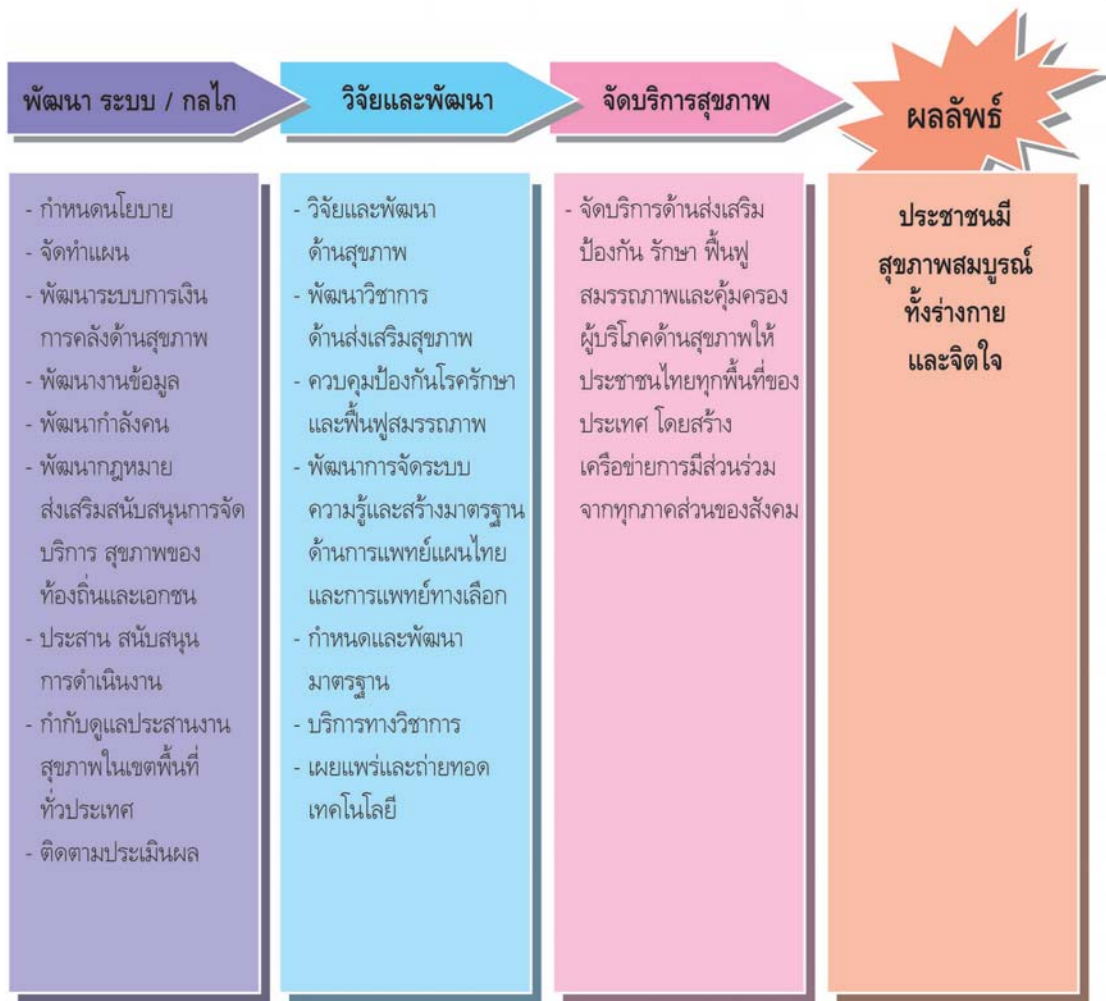 พัฒนา ระบบ / กลไก
วิจัยและพัฒนา
จัดบริการสุขภาพ
ผลลัพธ์
- กำหนดนโยบาย
- จัดทำแผน
- พัฒนาระบบการเงิน
การคลังด้านสุขภาพ
- พัฒนางานข้อมูล
- พัฒนากำลังคน
- พัฒนากฎหมาย
ส่งเสริมสนับสนุนการจัด
บริการ สุขภาพของ
ท้องถิ่นและเอกชน
- ประสาน สนับสนุน
การดำเนินงาน
- กำกับดูแลประสานงาน
สุขภาพในเขตพื้นที่
ทั่วประเทศ
- ติดตามประเมินผล
- วิจัยและพัฒนา
ด้านสุขภาพ
- พัฒนาวิชาการ
ด้านส่งเสริมสุขภาพ
- ควบคุมป้องกันโรครักษา
และฟื้นฟูสมรรถภาพ
- พัฒนาการจัดระบบ
ความรู้และสร้างมาตรฐาน
ด้านการแพทย์แผนไทย
และการแพทย์ทางเลือก
- กำหนดและพัฒนา
มาตรฐาน
- บริการทางวิชาการ
- เผยแพร่และถ่ายทอด
เทคโนโลยี
- จัดบริการด้านส่งเสริม
ป้องกัน รักษา ฟื้นฟู
สมรรถภาพและคุ้มครอง
ผู้บริโภคด้านสุขภาพให้
ประชาชนไทยทุกพื้นที่ของ
ประเทศ โดยสร้าง
เครือข่ายการมีส่วนร่วม
จากทุกภาคส่วนของสังคม
ประชาชนมี
สุขภาพสมบูรณ์
ทั้งร่างกาย
และจิตใจ